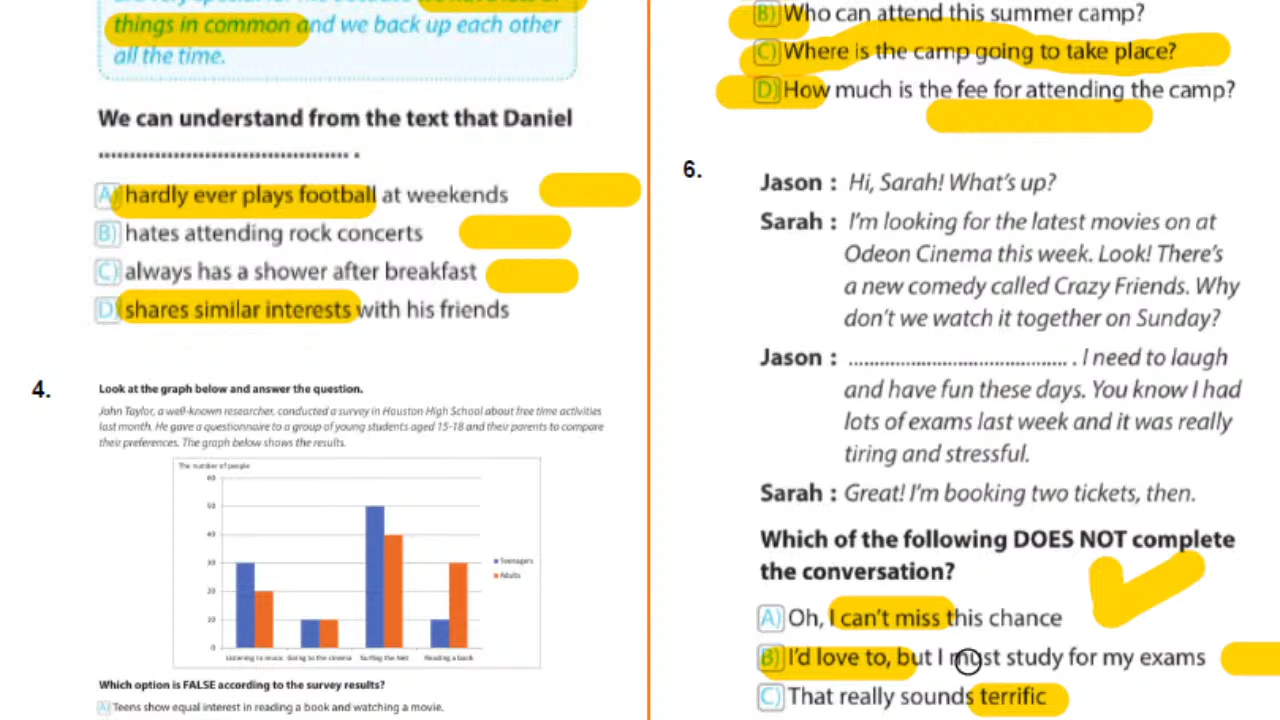 things in common and we back up each other
all the time.
We can understand from the text that Daniel
.......................................... .
A) hardly ever plays football at weekends
B) hates attending rock concerts
C) always has a shower after breakfast
D) shares similar interests with his friends
4.
Look at the graph below and answer the question.
John Taylor, a well-known researcher, conducted a survey in Houston High School about free time activities
last month. He gave a questionnaire to a group of young students aged 15-18 and their parents to compare
their preferences. The graph below shows the results.
The number of people
60
50
40
30
20
10
0
Teenagers
Adults
Listening to music Going to the cinema Surfing the Net Reading a book
Which option is FALSE according to the survey results?
A) Teens show equal interest in reading a book and watching a movie.
B) Who can attend this summer camp?
C) Where is the camp going to take place?
D) How much is the fee for attending the camp?
6.
Jason : Hi, Sarah! What's up?
Sarah : I'm looking for the latest movies on at
Odeon Cinema this week. Look! There's
a new comedy called Crazy Friends. Why
don't we watch it together on Sunday?
Jason : .......................................... . I need to laugh
and have fun these days. You know I had
lots of exams last week and it was really
tiring and stressful.
Sarah : Great! I'm booking two tickets, then.
Which of the following DOES NOT complete
the conversation?
A) Oh, I can't miss this chance
B) I'd love to, but I must study for my exams
C) That really sounds terrific